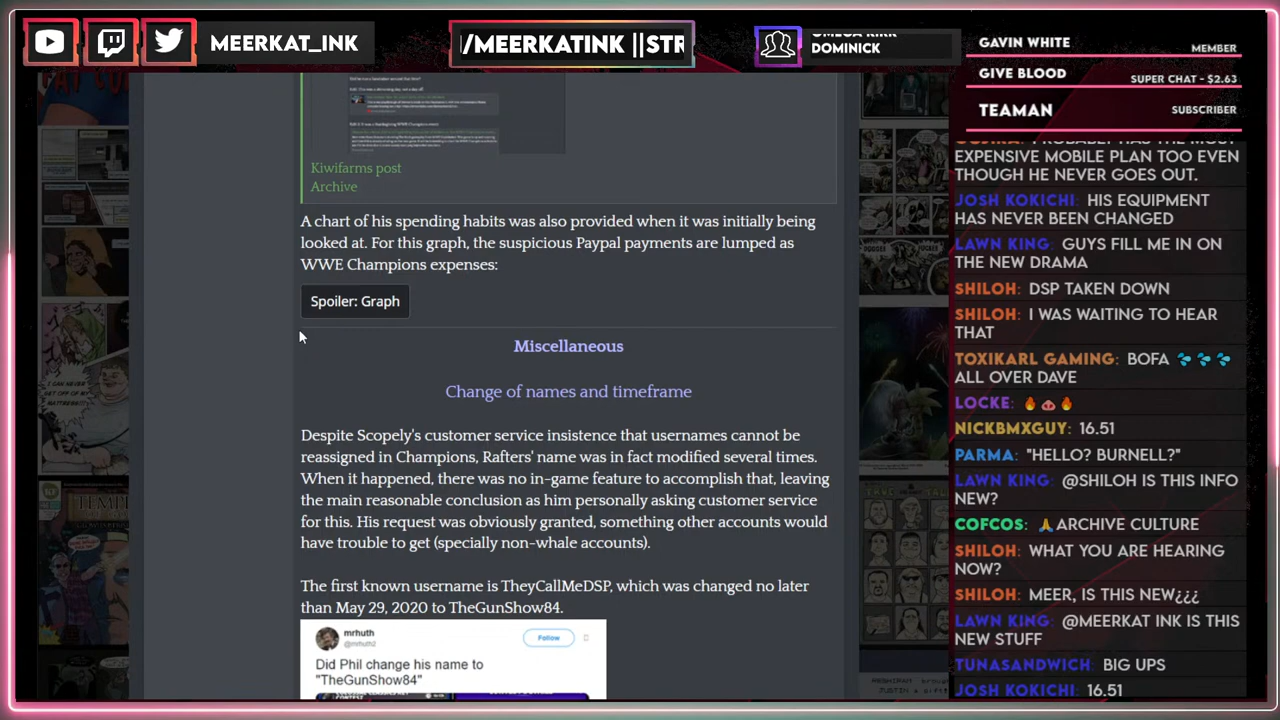 MEERKAT_INK
/MEERKATINK ||STR
DOMINICK
GAVIN WHITE
MEMBER
GIVE BLOOD
SUPER CHAT - $2.63
TEAMAN
SUBSCRIBER
Kiwifarms post
Archive
A chart of his spending habits was also provided when it was initially being
looked at. For this graph, the suspicious Paypal payments are lumped as
WWE Champions expenses:
Spoiler: Graph
Miscellaneous
Change of names and timeframe
Despite Scopely's customer service insistence that usernames cannot be
reassigned in Champions, Rafters' name was in fact modified several times.
When it happened, there was no in-game feature to accomplish that, leaving
the main reasonable conclusion as him personally asking customer service
for this. His request was obviously granted, something other accounts would
have trouble to get (specially non-whale accounts).
The first known username is TheyCallMeDSP, which was changed no later
than May 29, 2020 to TheGunShow84.
mrhuth
@mrhuth2
Follow
Did Phil change his name to
"TheGunShow84"
EXPENSIVE MOBILE PLAN TOO EVEN
THOUGH HE NEVER GOES OUT.
JOSH KOKICHI: HIS EQUIPMENT
HAS NEVER BEEN CHANGED
LAWN KING: GUYS FILL ME IN ON
THE NEW DRAMA
SHILOH: DSP TAKEN DOWN
SHILOH: I WAS WAITING TO HEAR
THAT
TOXIKARL GAMING: BOFA 💦 💦 💦
ALL OVER DAVE
LOCKE: 🔥 🐽 🔥
NICKBMXGUY: 16.51
PARMA: "HELLO? BURNELL?"
LAWN KING: @SHILOH IS THIS INFO
NEW?
COFCOS: 🙏 ARCHIVE CULTURE
SHILOH: WHAT YOU ARE HEARING
NOW?
SHILOH: MEER, IS THIS NEW¿¿¿
LAWN KING: @MEERKAT INK IS THIS
NEW STUFF
TUNASANDWICH: BIG UPS
JOSH KOKICHI: 16.51